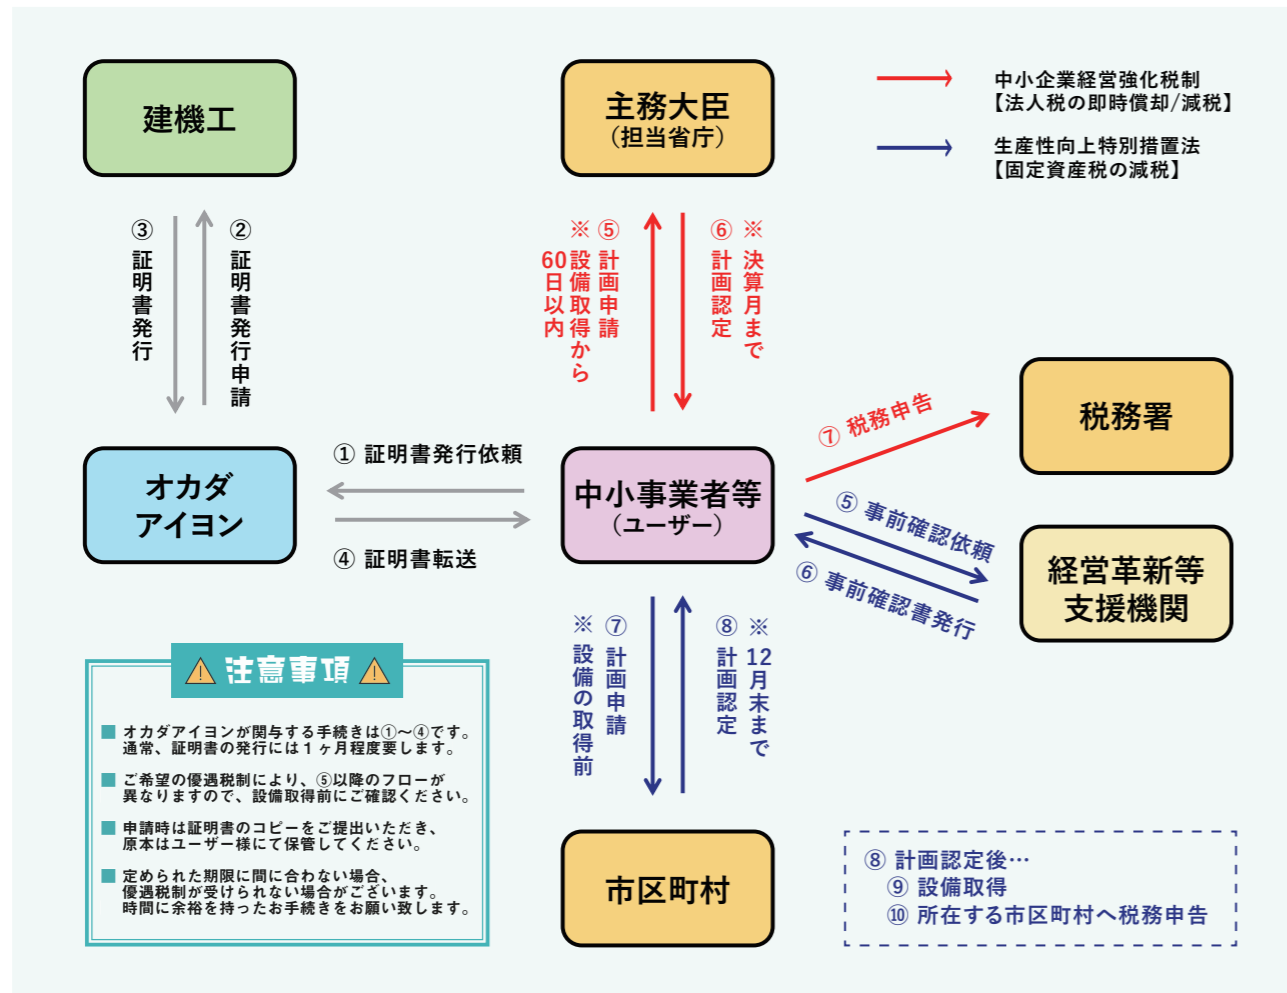 建機工
主務大臣
（担当省庁）
中小企業経営強化税制
【法人税の即時償却/減税】
生産性向上特別措置法
【固定資産税の減税】
③ 証明書発行
② 証明書発行申請
⑤ 計画申請
※ 設備取得から
60日以内
⑥ 計画認定
※ 決算月まで
オカダ
アイヨン
① 証明書発行依頼
④ 証明書転送
中小事業者等
（ユーザー）
⑦ 税務申告
税務署
⑤ 事前確認依頼
⑥ 事前確認書発行
経営革新等
支援機関
⑦ 計画申請
※ 設備の取得前
⑧ 計画認定
※ 12月末まで
市区町村
注意事項
■ オカダアイヨンが関与する手続きは①〜④です。
通常、証明書の発行には１ヶ月程度要します。
■ ご希望の優遇税制により、⑤以降のフローが
異なりますので、設備取得前にご確認ください。
■ 申請時は証明書のコピーをご提出いただき、
原本はユーザー様にて保管してください。
■ 定められた期限に間に合わない場合、
優遇税制が受けられない場合がございます。
時間に余裕を持ったお手続きをお願い致します。
⑧ 計画認定後…
⑨ 設備取得
⑩ 所在する市区町村へ税務申告